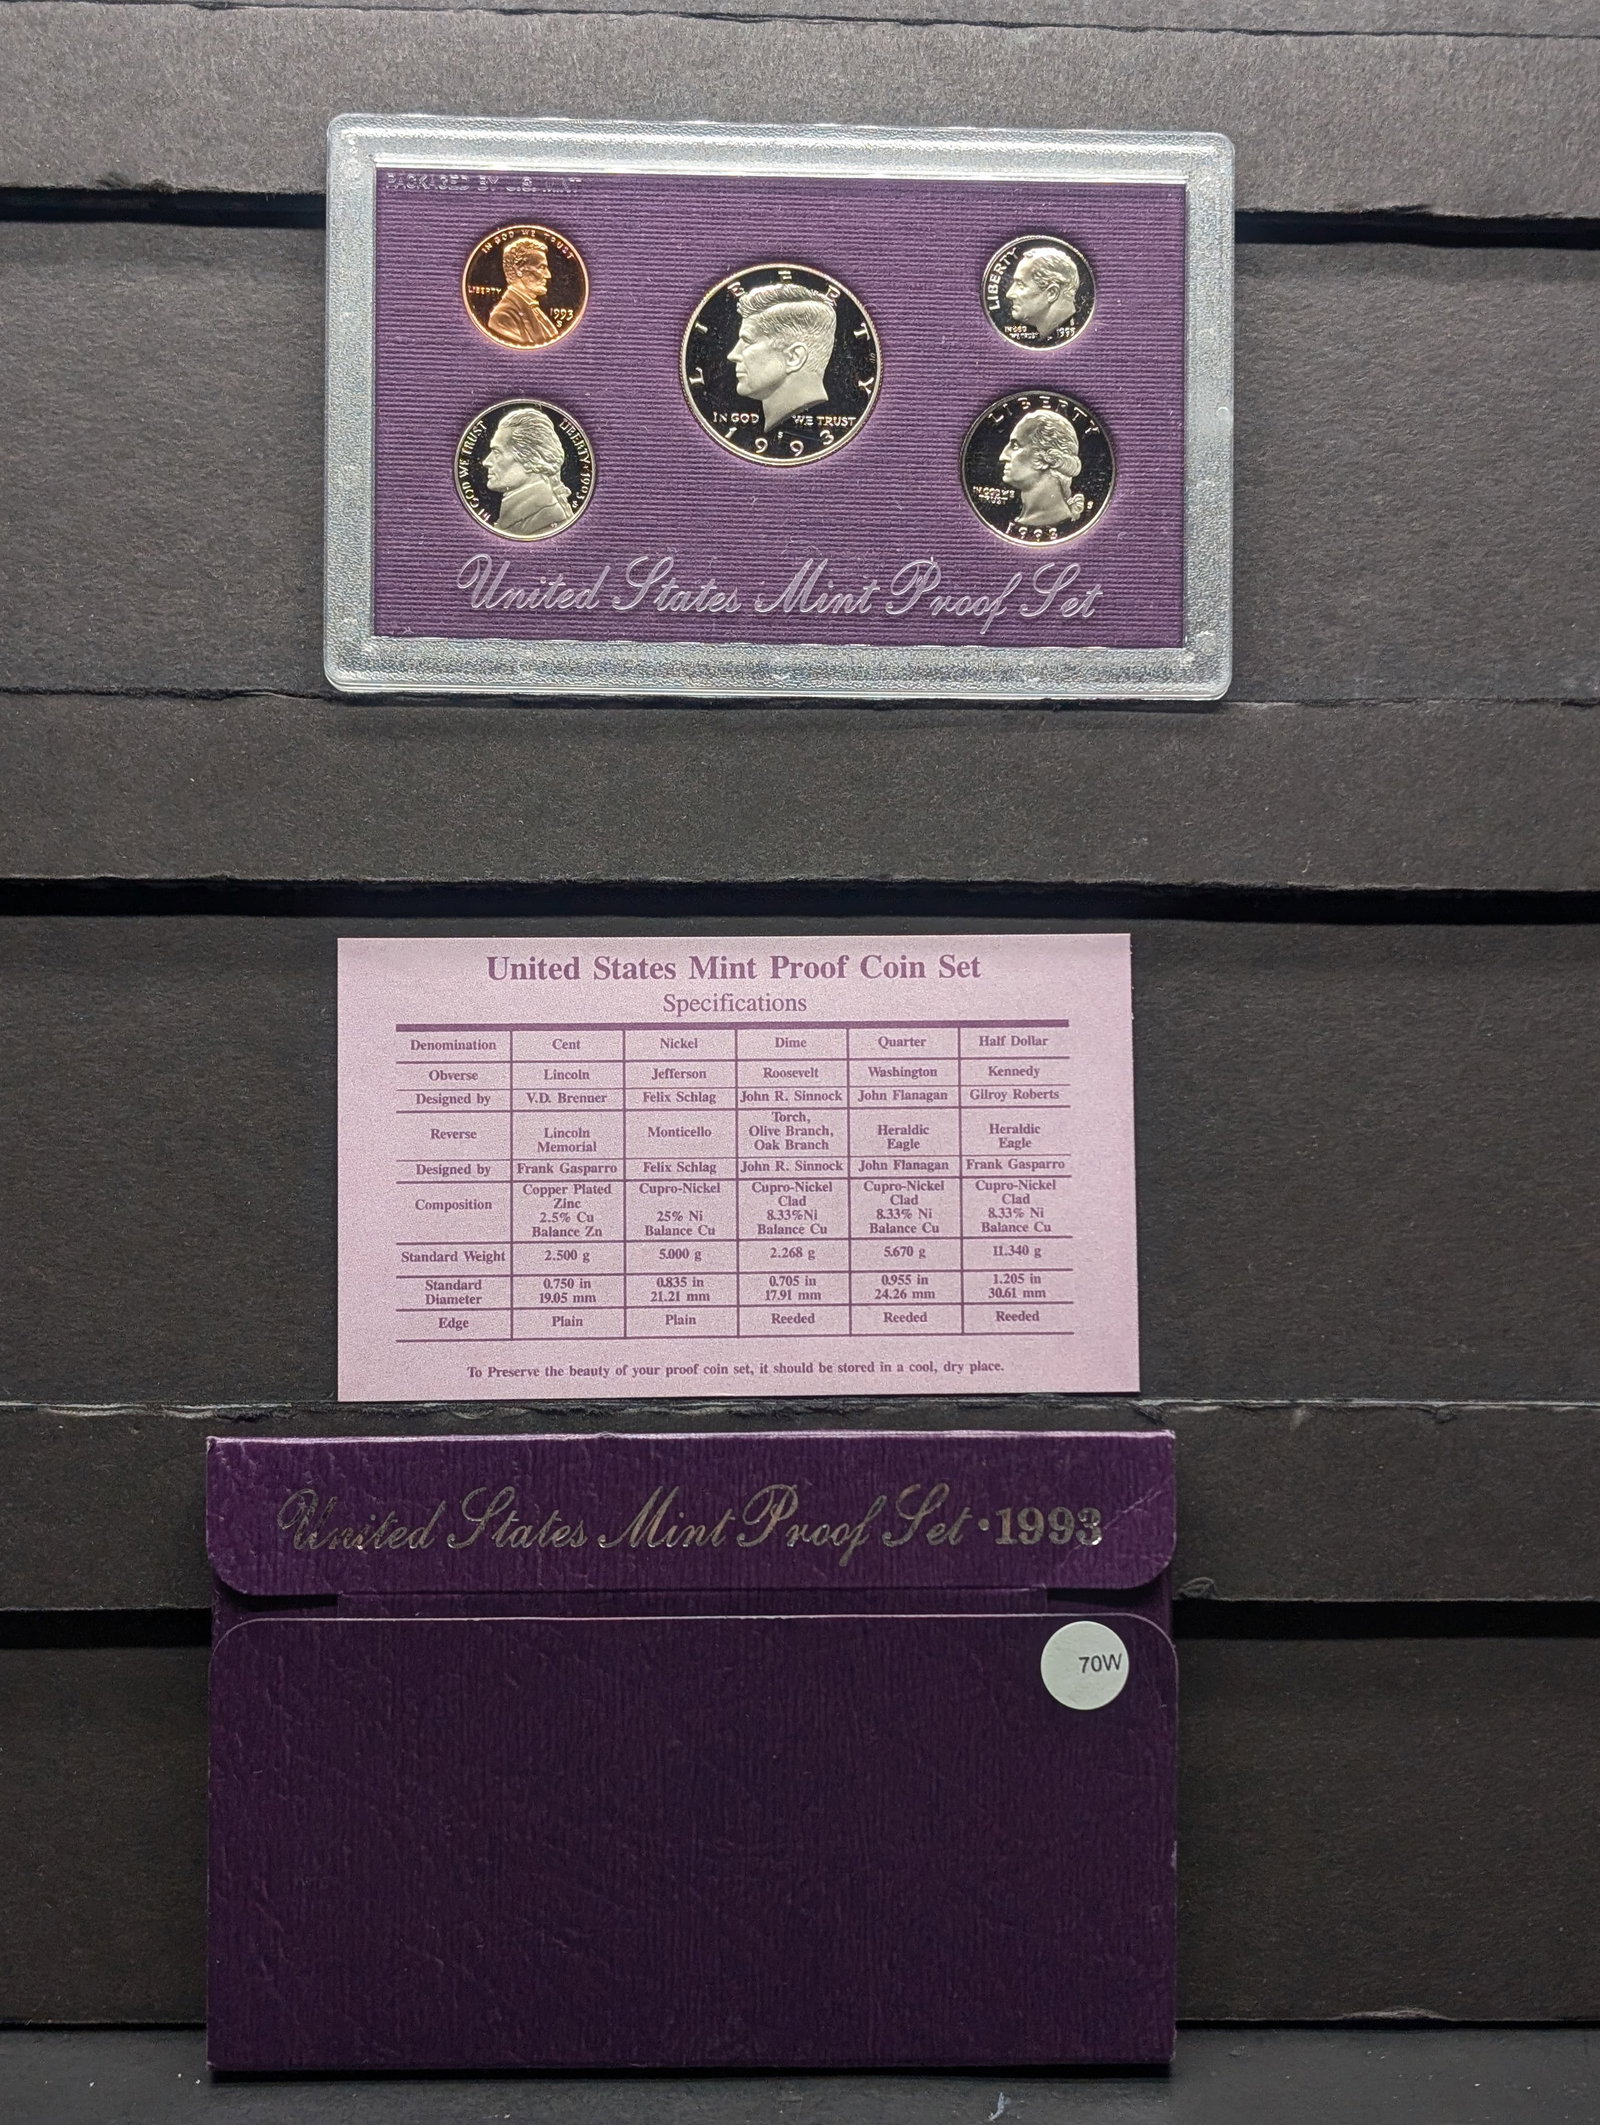 PACKAGED BY U.S. MINT
IN GOD WE TRUST
LIBERTY
1993
S
LIBERTY
IN GOD WE TRUST
1993
S
LIBERTY
IN GOD
WE TRUST
1993
S
IN GOD WE TRUST
LIBERTY • 1993
S
LIBERTY
IN GOD WE
TRUST
S
1993
United States Mint Proof Set
United States Mint Proof Coin Set
Specifications
Denomination Cent Nickel Dime Quarter Half Dollar
Obverse Lincoln Jefferson Roosevelt Washington Kennedy
Designed by V.D. Brenner Felix Schlag John R. Sinnock John Flanagan Gilroy Roberts
Reverse Lincoln Memorial Monticello Torch, Olive Branch, Oak Branch Heraldic Eagle Heraldic Eagle
Designed by Frank Gasparro Felix Schlag John R. Sinnock John Flanagan Frank Gasparro
Composition Copper Plated Zinc 2.5% Cu Balance Zn Cupro-Nickel 25% Ni Balance Cu Cupro-Nickel Clad 8.33%Ni Balance Cu Cupro-Nickel Clad 8.33% Ni Balance Cu Cupro-Nickel Clad 8.33% Ni Balance Cu
Standard Weight 2.500 g 5.000 g 2.268 g 5.670 g 11.340 g
Standard Diameter 0.750 in 19.05 mm 0.835 in 21.21 mm 0.705 in 17.91 mm 0.955 in 24.26 mm 1.205 in 30.61 mm
Edge Plain Plain Reeded Reeded Reeded
To Preserve the beauty of your proof coin set, it should be stored in a cool, dry place.
United States Mint Proof Set • 1993
70W